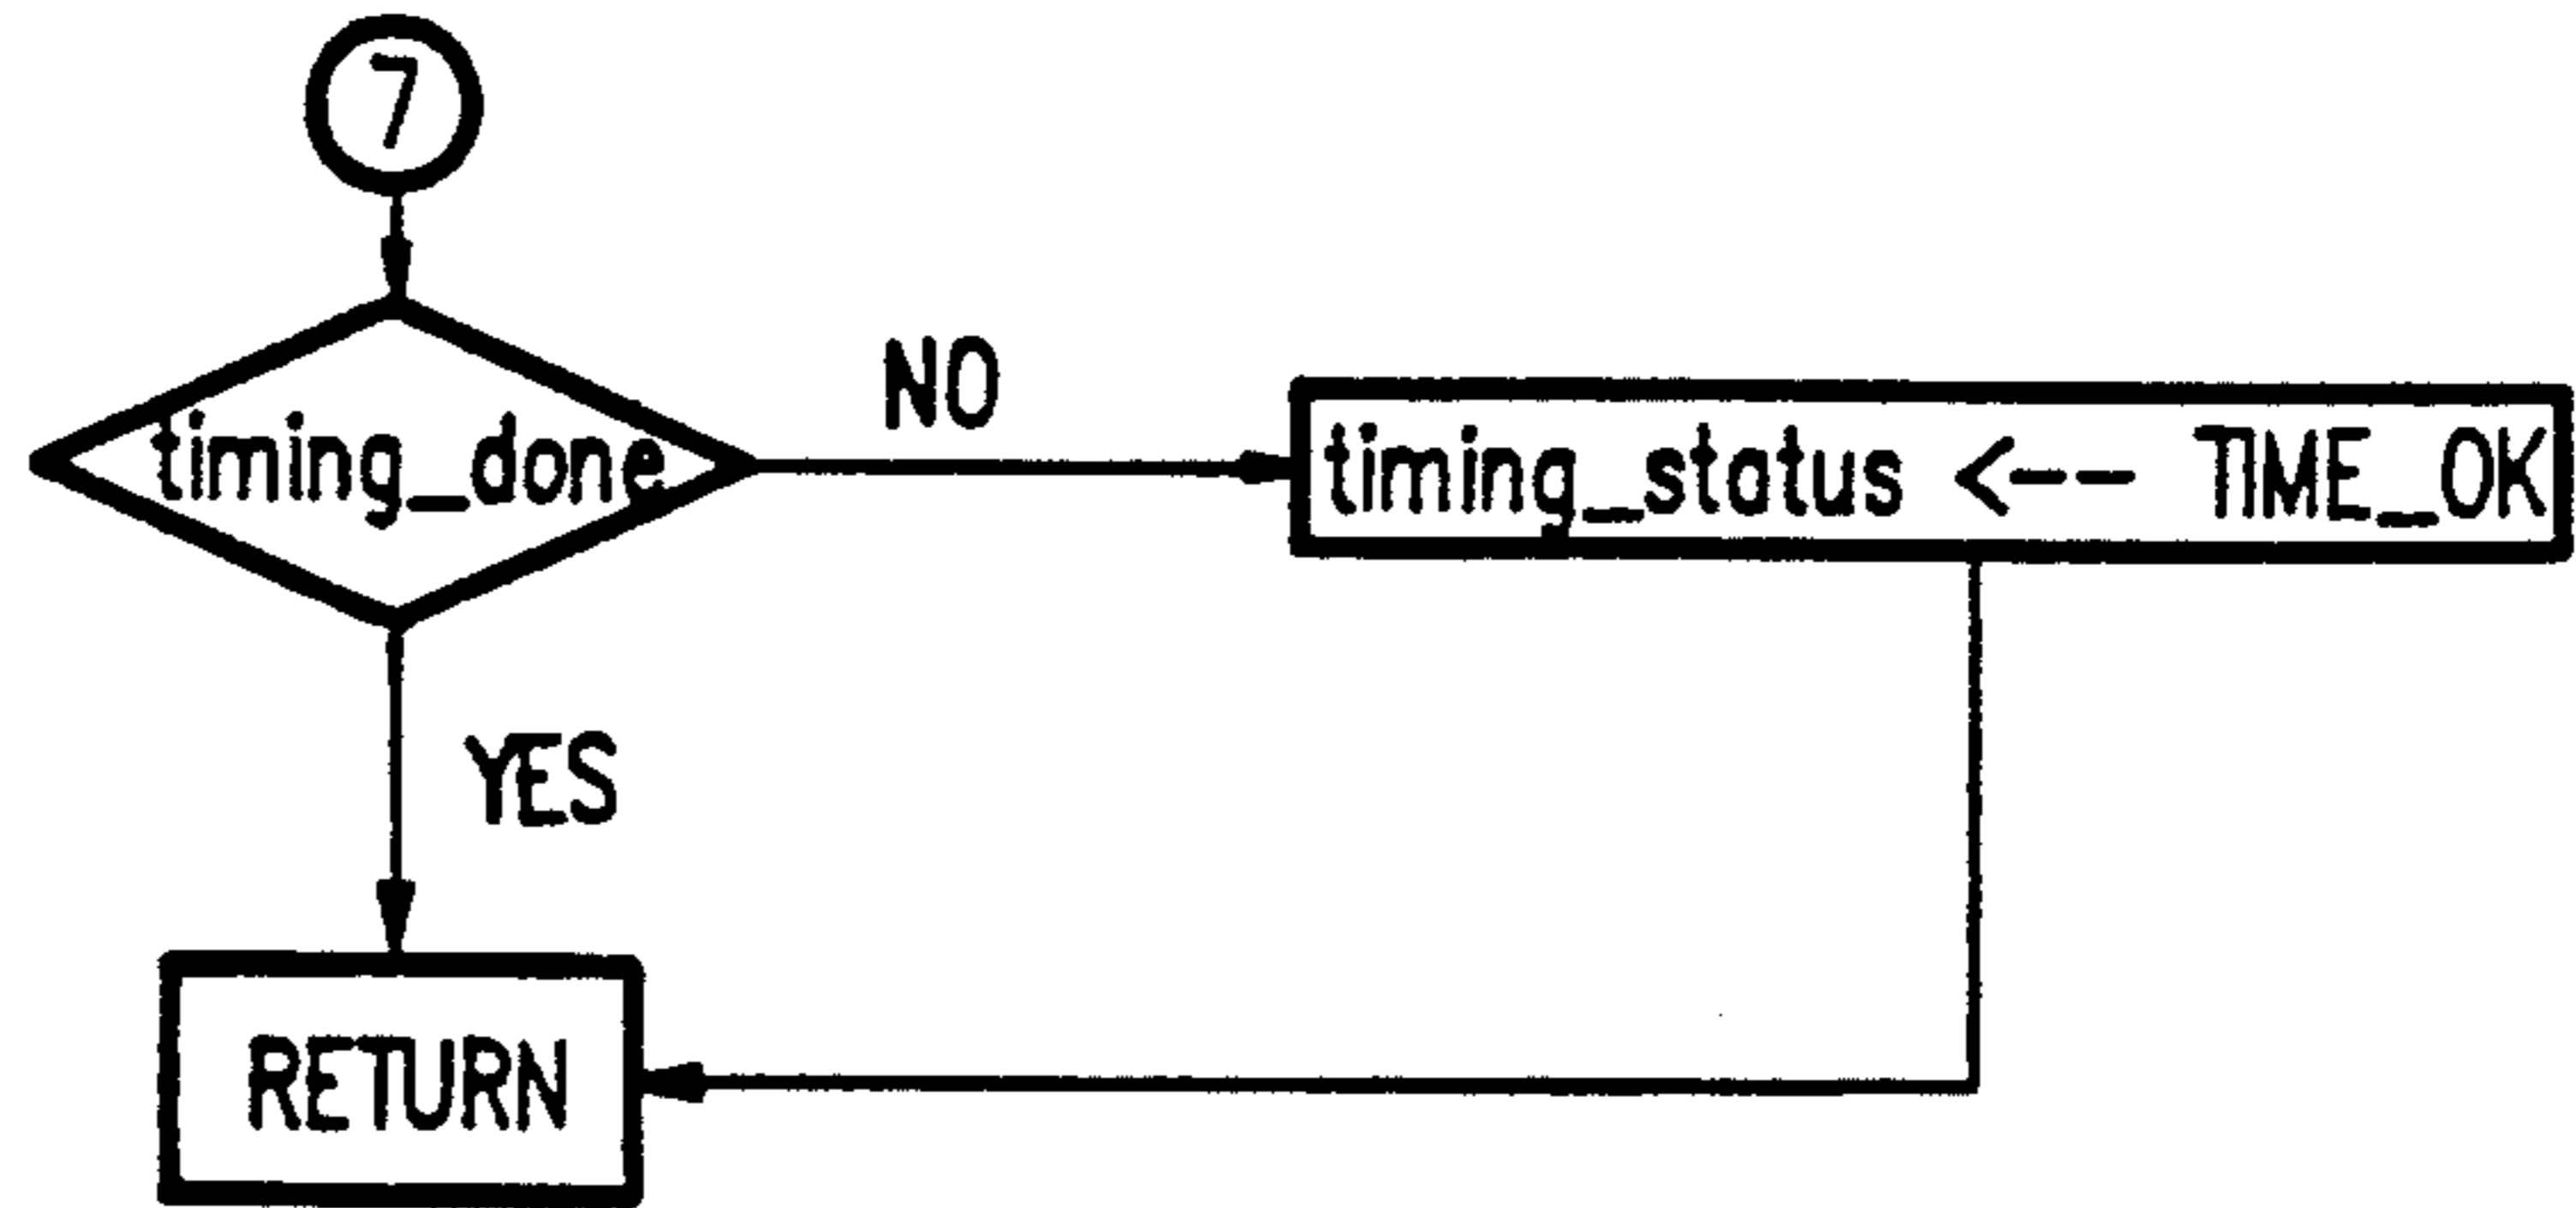 7
timing_done
NO
timing_status <-- TIME_OK
YES
RETURN